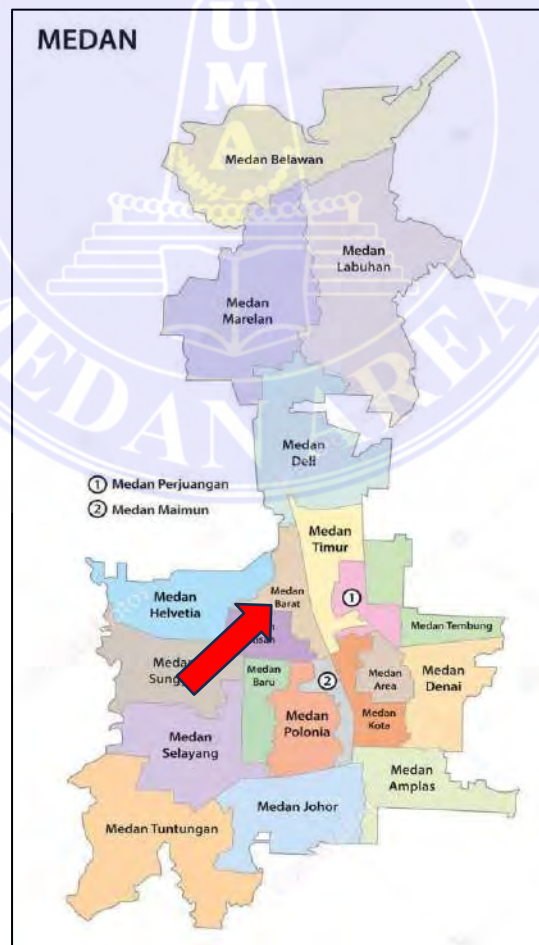 MEDAN
UMA
Medan Belawan
Medan
Labuhan
Medan
Marelan
MEDAN AREA
Medan
Deli
① Medan Perjuangan
② Medan Maimun
Medan
Timur
Medan
Helvetia
Medan
Barat
①
Medan Tembung
②
Medan
Baru
Medan
Area
Medan
Denai
Medan
Polonia
Medan
Kota
Medan
Selayang
Medan
Amplas
Medan Johor
Medan Tuntungan